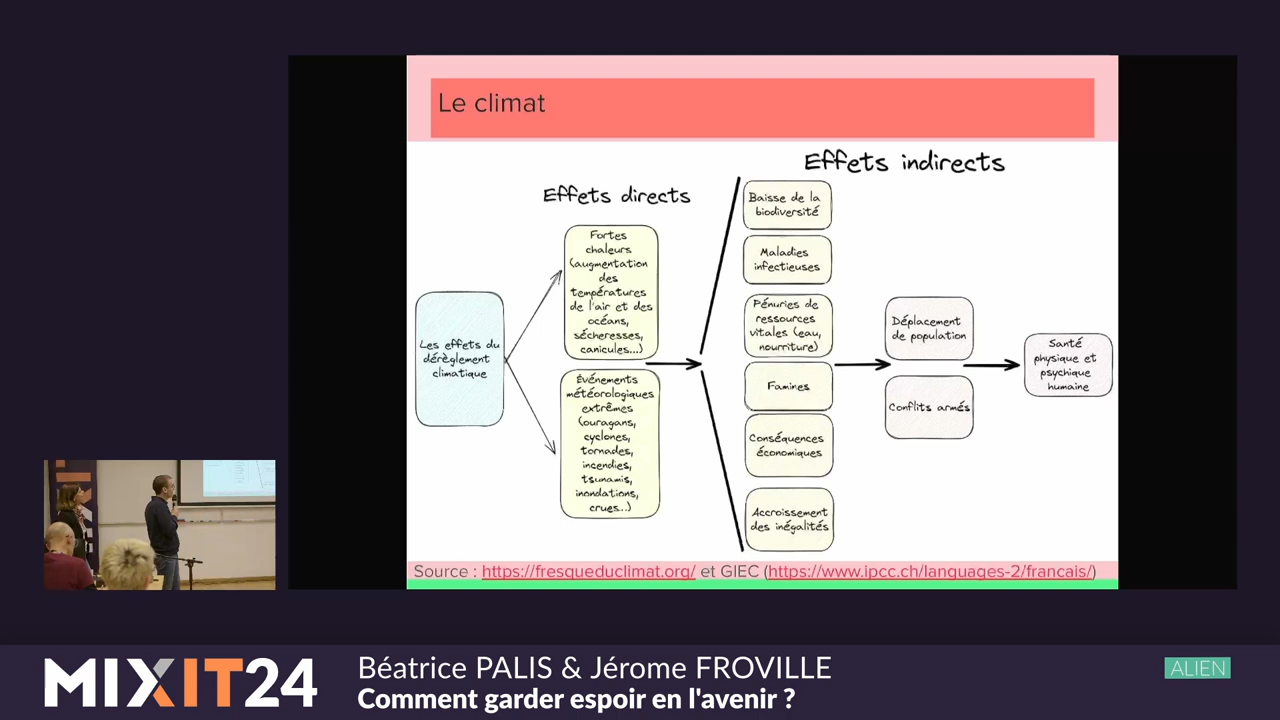 Le climat
Effets indirects
Effets directs
Les effets du
dérèglement
climatique
Fortes
chaleurs
(augmentation
des
températures
de l'air et des
océans,
sécheresses,
canicules...)
Événements
météorologiques
extrêmes
(ouragans,
cyclones,
tornades,
incendies,
tsunamis,
inondations,
crues...)
Baisse de la
biodiversité
Maladies
infectieuses
Pénuries de
ressources
vitales (eau,
nourriture)
Famines
Conséquences
économiques
Accroissement
des inégalités
Déplacement
de population
Conflits armés
Santé
physique et
psychique
humaine
Source : https://fresqueduclimat.org/ et GIEC (https://www.ipcc.ch/languages-2/francais/)
MIXIT24
Béatrice PALIS & Jérome FROVILLE
Comment garder espoir en l'avenir ?
ALIEN